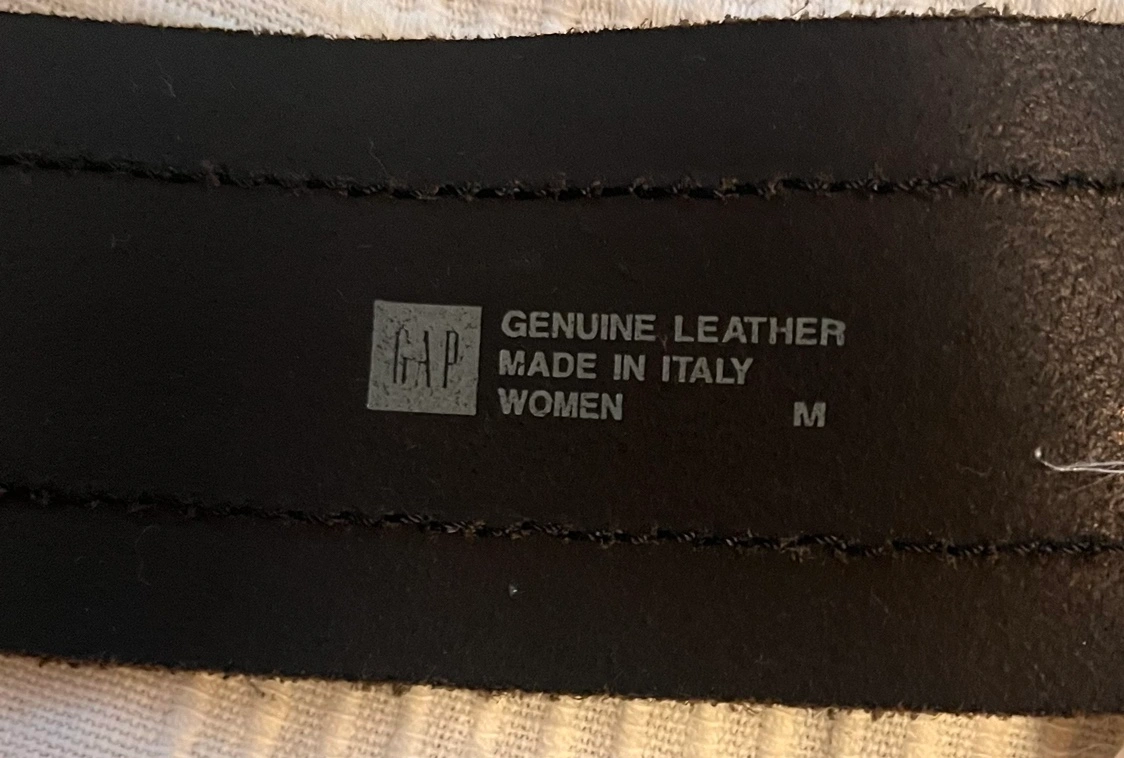 GAP
GENUINE LEATHER
MADE IN ITALY
WOMEN M